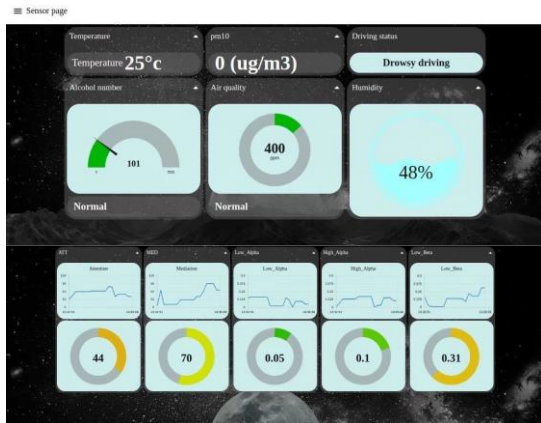 Sensor page
Temperature
pm10
Driving status
Temperature 25°c
0 (ug/m3)
Drowsy driving
Alcohol number
Air quality
Humidity
101
400
ppm
48%
Normal
Normal
ATT
MED
Low_Alpha
High_Alpha
Low_Beta
Attention
Mediation
Low_Alpha
High_Alpha
Low_Beta
44
70
0.05
0.1
0.31